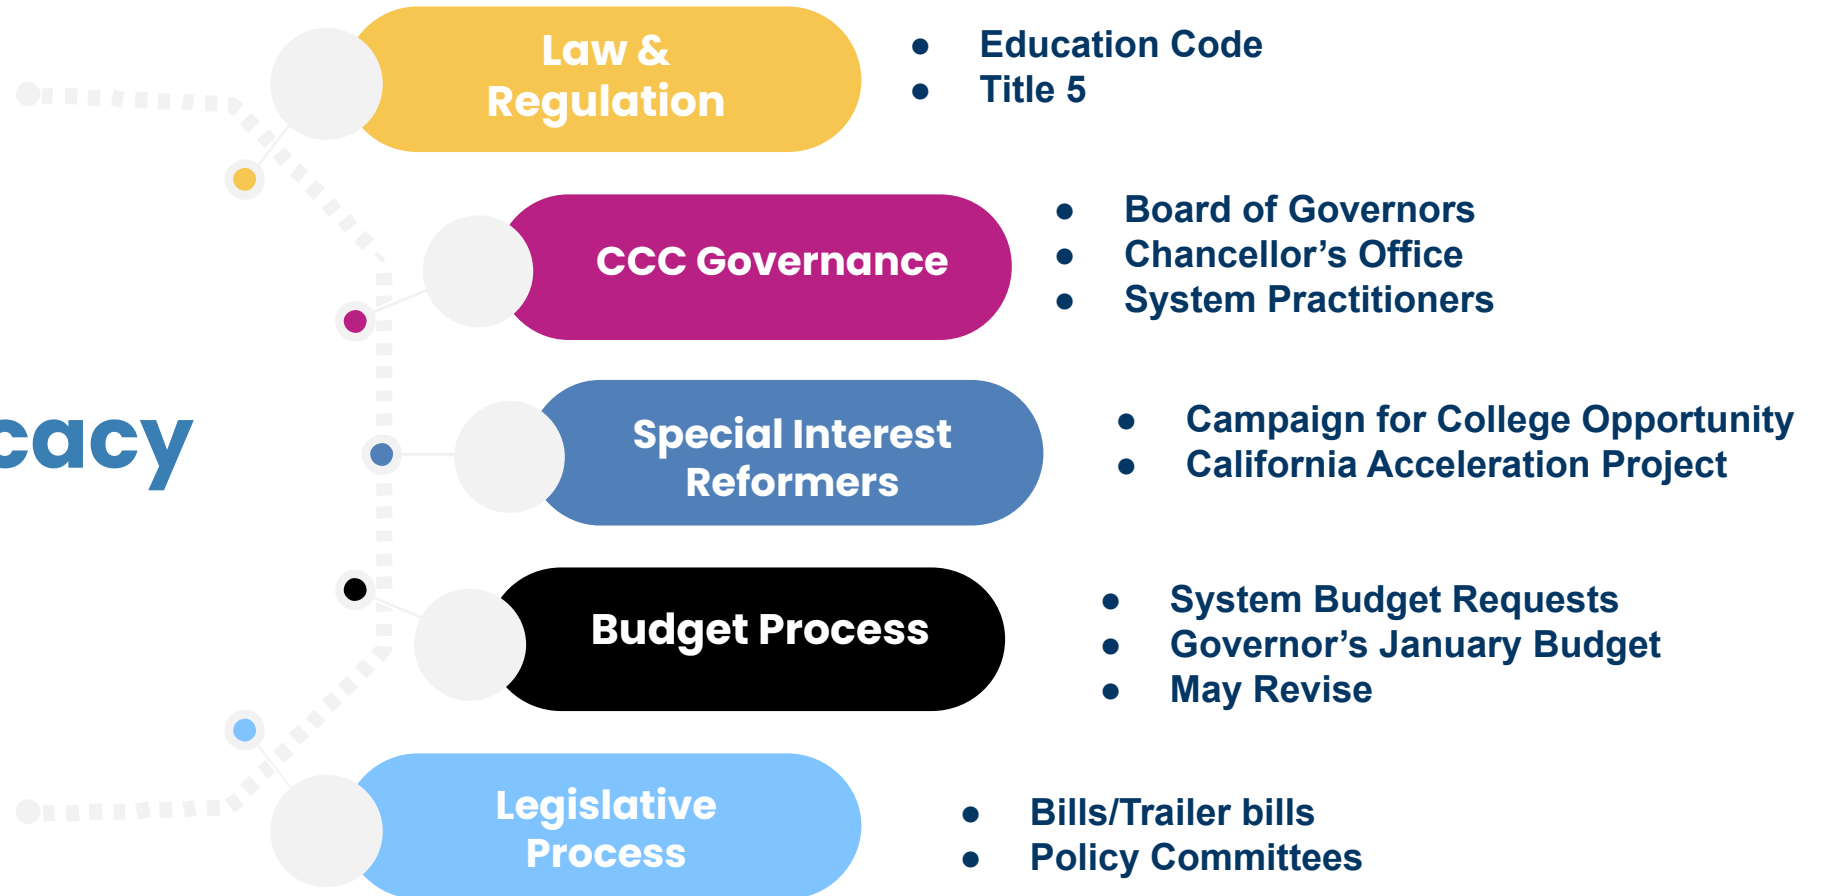 Law &
Regulation
● Education Code
● Title 5
CCC Governance
● Board of Governors
● Chancellor’s Office
● System Practitioners
cacy
Special Interest
Reformers
● Campaign for College Opportunity
● California Acceleration Project
Budget Process
● System Budget Requests
● Governor’s January Budget
● May Revise
Legislative
Process
● Bills/Trailer bills
● Policy Committees